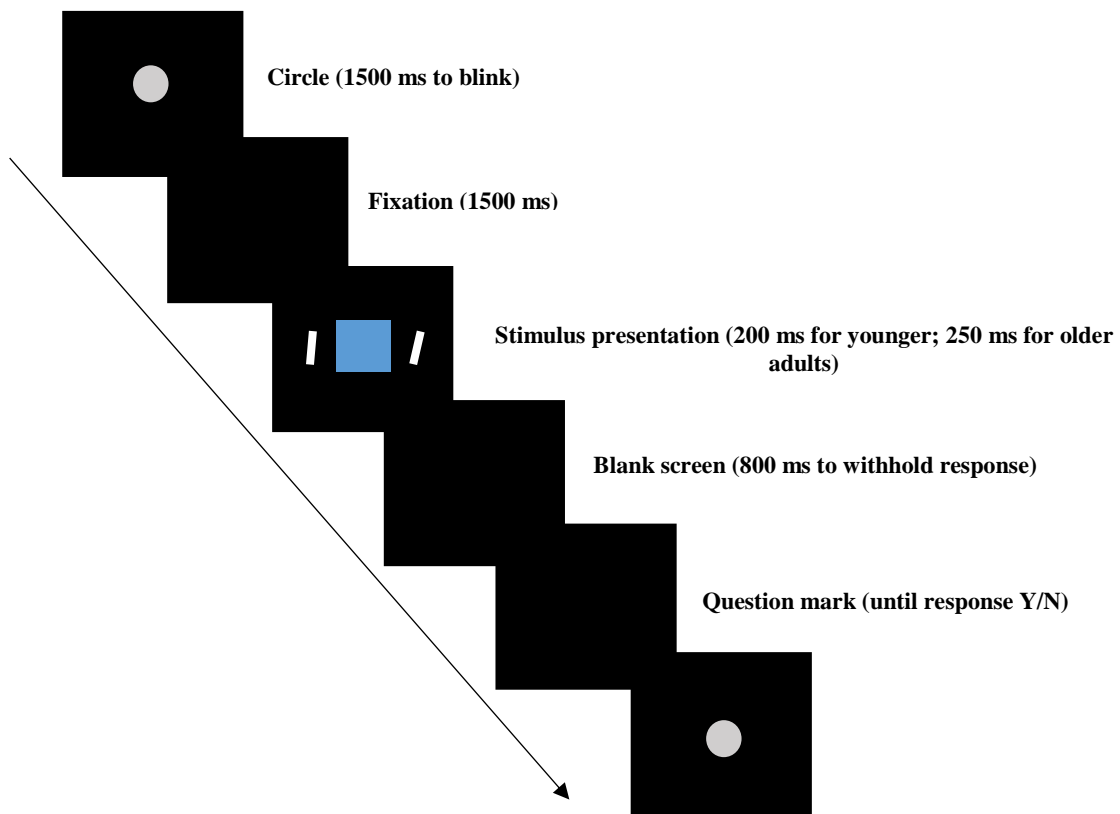 Circle (1500 ms to blink)
Fixation (1500 ms)
Stimulus presentation (200 ms for younger; 250 ms for older
adults)
Blank screen (800 ms to withhold response)
Question mark (until response Y/N)